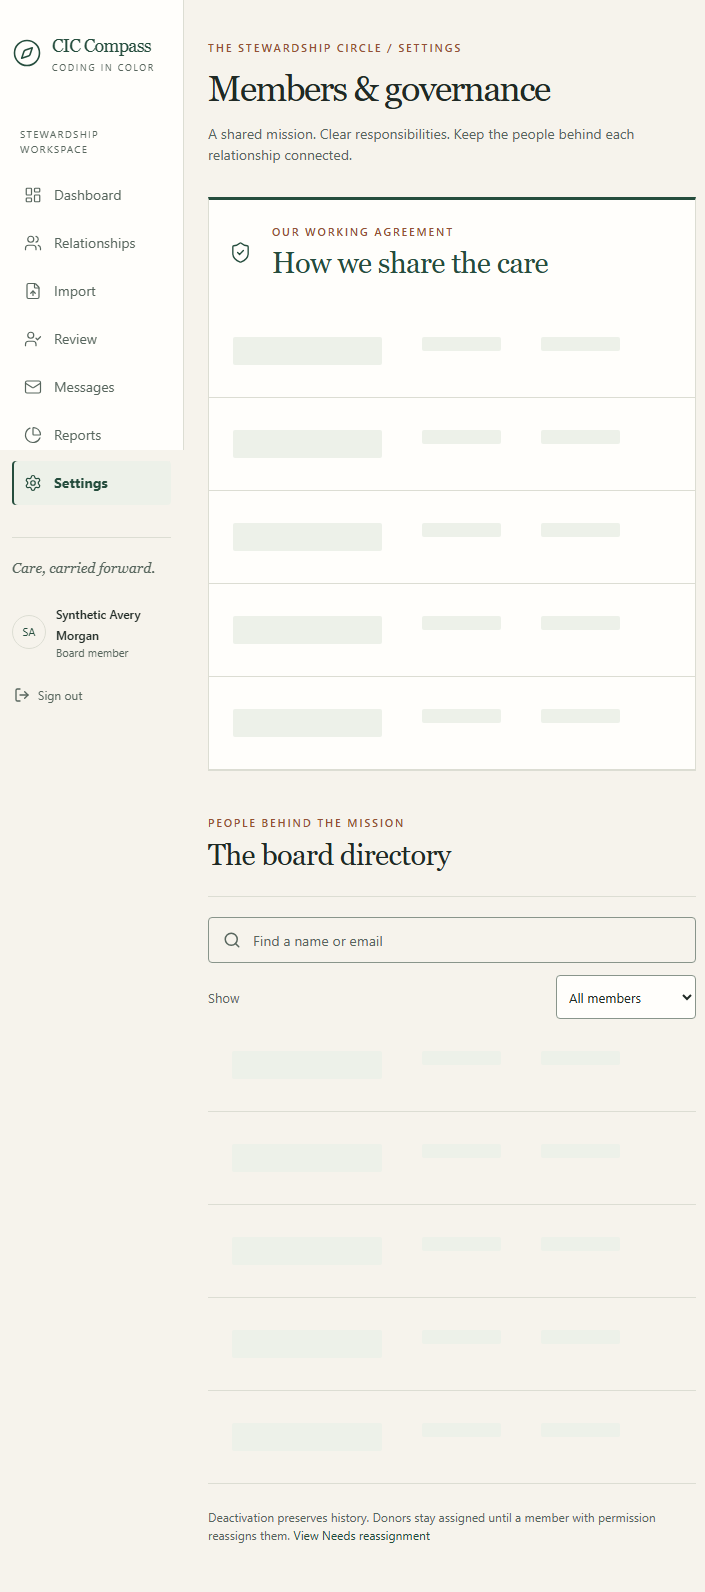 CIC Compass
CODING IN COLOR
STEWARDSHIP
WORKSPACE
Dashboard
Relationships
Import
Review
Messages
Reports
Settings
Care, carried forward.
SA
Synthetic Avery
Morgan
Board member
Sign out
THE STEWARDSHIP CIRCLE / SETTINGS
Members & governance
A shared mission. Clear responsibilities. Keep the people behind each
relationship connected.
OUR WORKING AGREEMENT
How we share the care
PEOPLE BEHIND THE MISSION
The board directory
Find a name or email
Show
All members
Deactivation preserves history. Donors stay assigned until a member with permission
reassigns them. View Needs reassignment